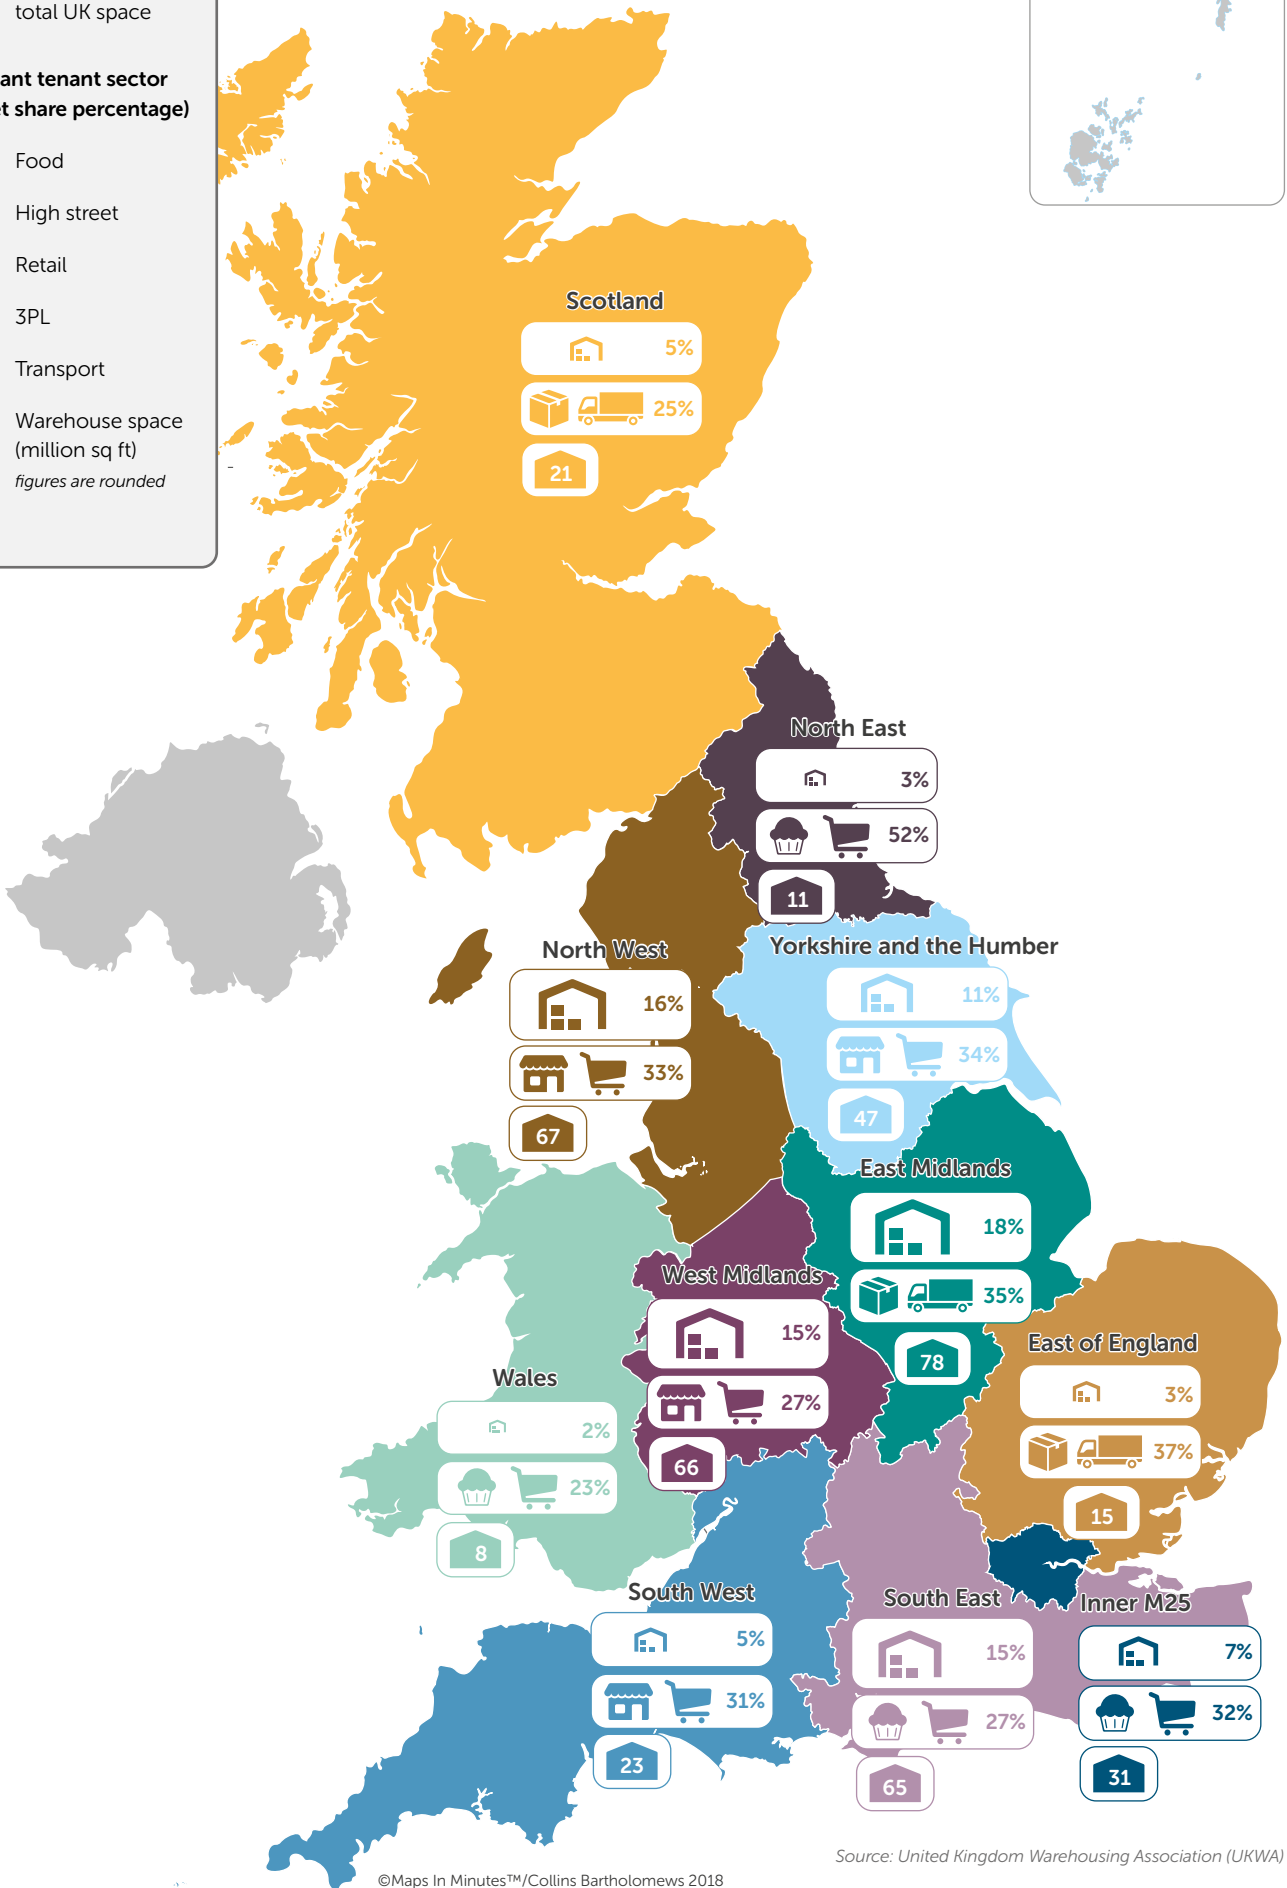 total UK space
ant tenant sector
t share percentage)
Food
High street
Retail
3PL
Transport
Warehouse space
(million sq ft)
figures are rounded
Scotland
5%
25%
21
North East
3%
52%
11
North West
16%
33%
67
Yorkshire and the Humber
11%
34%
47
East Midlands
18%
35%
78
West Midlands
15%
27%
66
East of England
3%
37%
15
Wales
2%
23%
8
South West
5%
31%
23
South East
15%
27%
65
Inner M25
7%
32%
31
Source: United Kingdom Warehousing Association (UKWA)
©Maps In Minutes™/Collins Bartholomews 2018